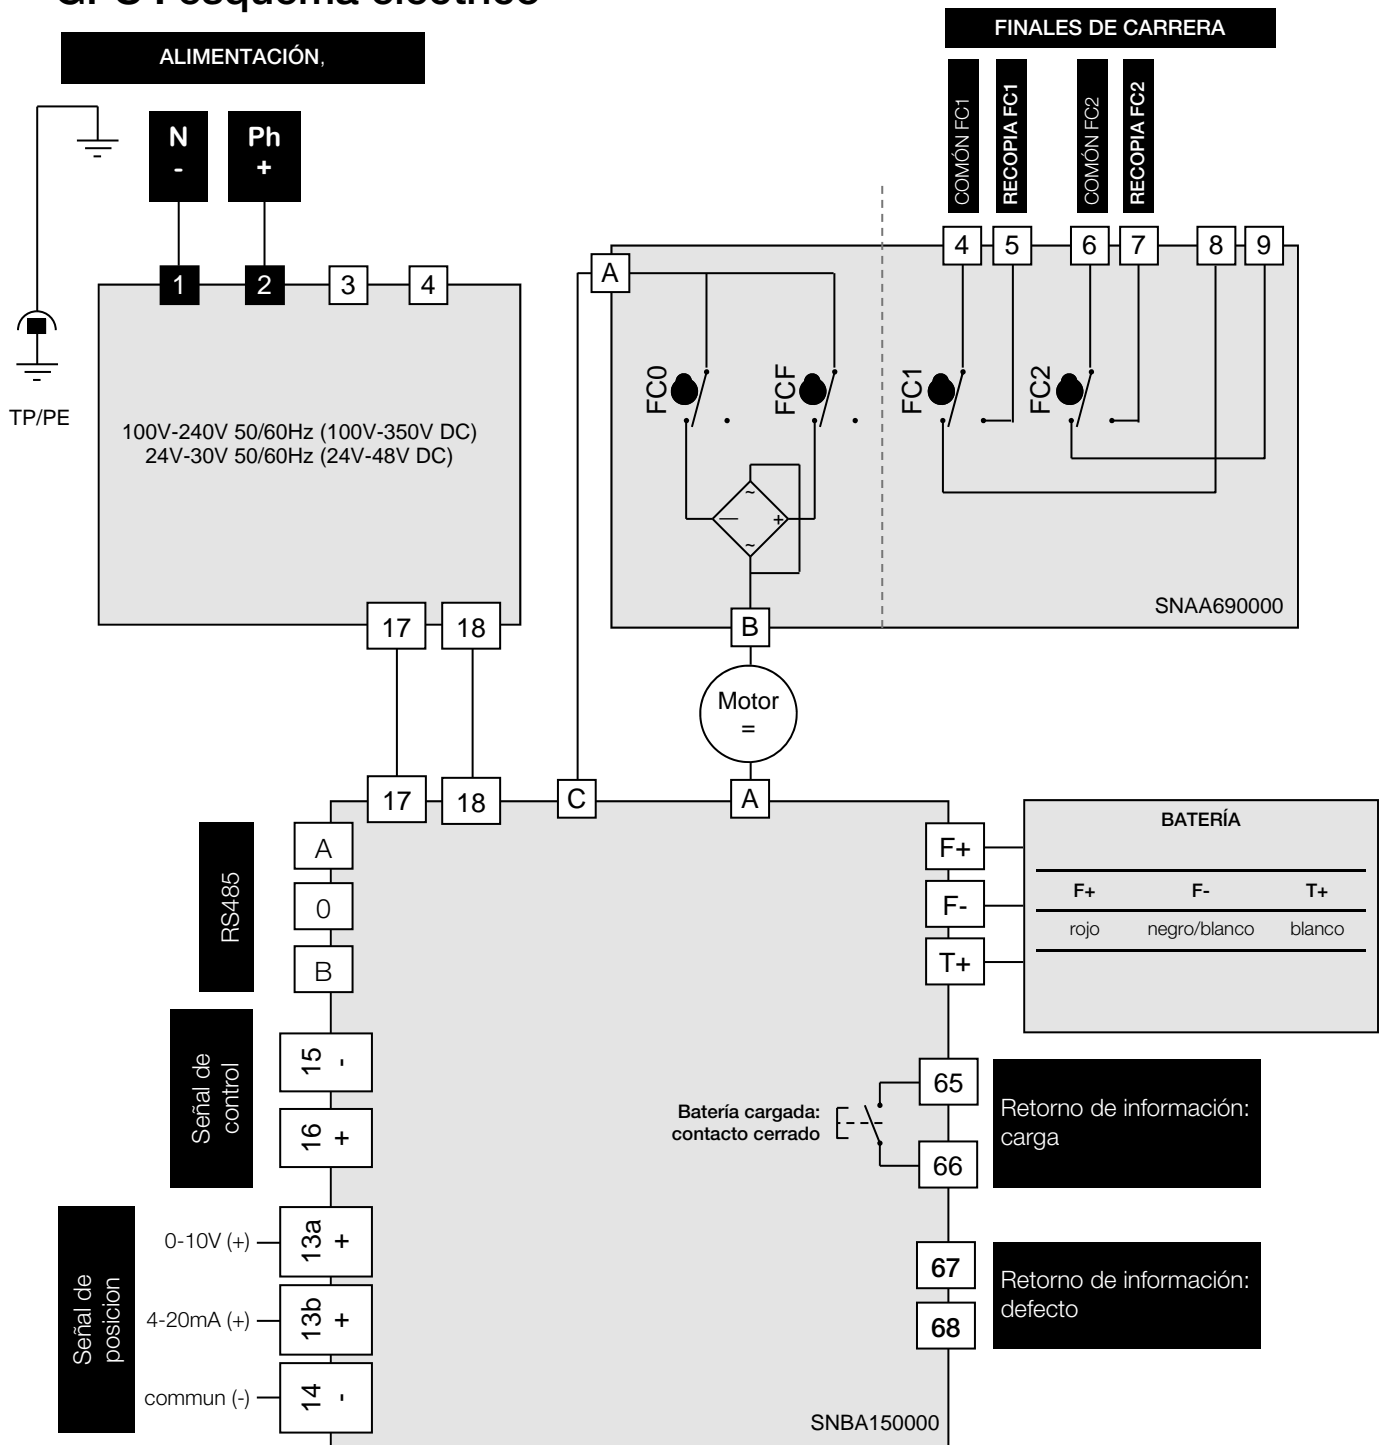 ALIMENTACIÓN,
FINALES DE CARRERA
COMÓN FC1
RECOPIA FC1
COMÓN FC2
RECOPIA FC2
N
-
Ph
+
1 2 3 4
TP/PE
100V-240V 50/60Hz (100V-350V DC)
24V-30V 50/60Hz (24V-48V DC)
17 18
4 5 6 7 8 9
A
FC0
FCF
FC1
FC2
~
— +
~
SNAA690000
B
Motor
=
17 18 C A
RS485
A
0
B
Señal de
control
15 -
16 +
Señal de
posicion
0-10V (+)
13a +
4-20mA (+)
13b +
commun (-)
14 -
F+
F-
T+
BATERÍA
F+ F- T+
rojo negro/blanco blanco
Batería cargada:
contacto cerrado
65
66
Retorno de información:
carga
67
68
Retorno de información:
defecto
SNBA150000